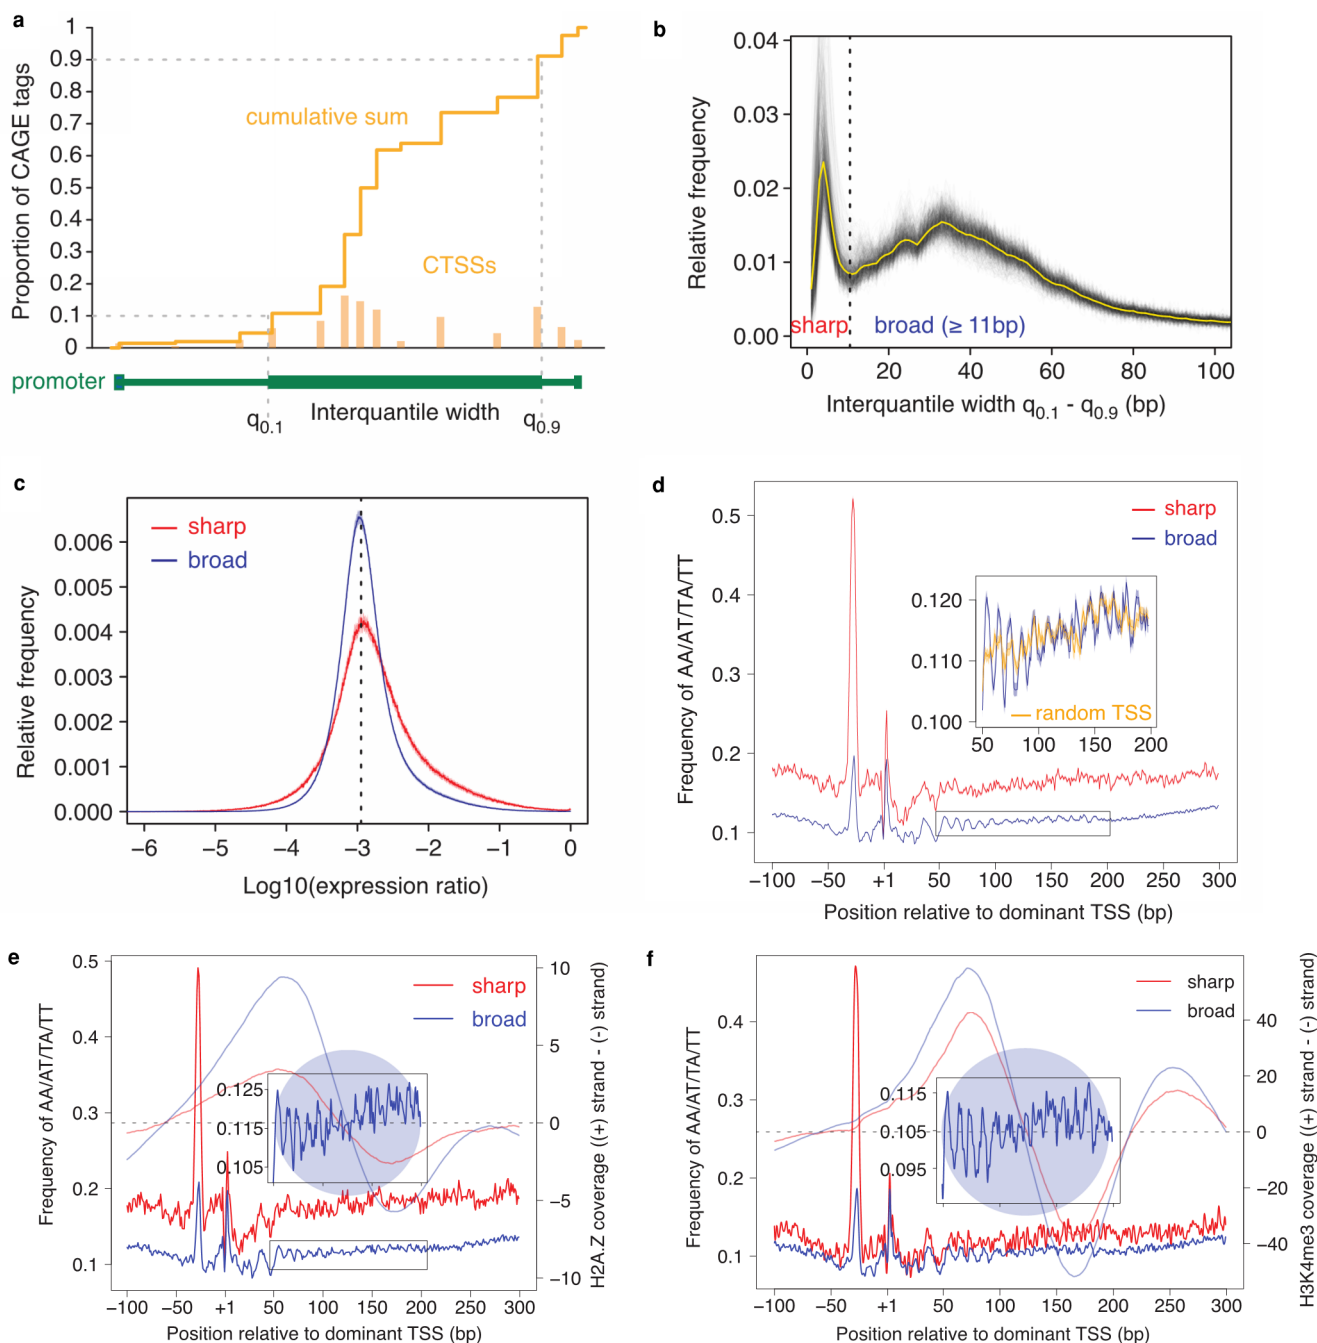 a
Proportion of CAGE tags
1
0.9
0.8
0.7
0.6
0.5
0.4
0.3
0.2
0.1
0
cumulative sum
CTSSs
promoter
Interquantile width
q0.1
q0.9
b
Relative frequency
0.04
0.03
0.02
0.01
0.00
sharp
broad (≥ 11bp)
0 20 40 60 80 100
Interquantile width q0.1 - q0.9 (bp)
c
sharp
broad
Relative frequency
0.006
0.005
0.004
0.003
0.002
0.001
0.000
−6 −5 −4 −3 −2 −1 0
Log10(expression ratio)
d
sharp
broad
Frequency of AA/AT/TA/TT
0.5
0.4
0.3
0.2
0.1
0.120
0.110
0.100
random TSS
50 100 150 200
−100 −50 +1 50 100 150 200 250 300
Position relative to dominant TSS (bp)
e
sharp
broad
Frequency of AA/AT/TA/TT
0.5
0.4
0.3
0.2
0.1
0.125
0.115
0.105
10
5
0
−5
−10
H2A.Z coverage ((+) strand - (-) strand)
-100 -50 +1 50 100 150 200 250 300
Position relative to dominant TSS (bp)
f
sharp
broad
Frequency of AA/AT/TA/TT
0.4
0.3
0.2
0.1
0.115
0.105
0.095
40
20
0
−20
−40
H3K4me3 coverage ((+) strand - (-) strand)
−100 −50 +1 50 100 150 200 250 300
Position relative to dominant TSS (bp)